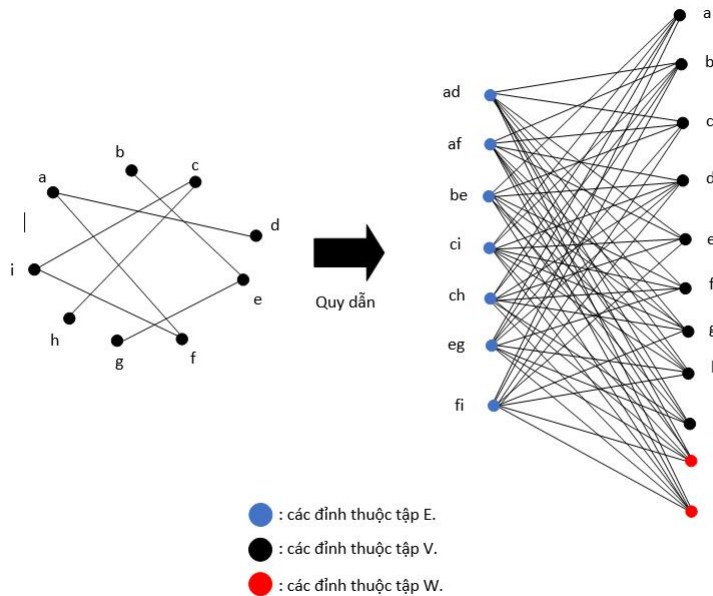 a
b
c
d
e
f
g
h
i
Quy dẫn
ad
af
be
ci
ch
eg
fi
a
b
c
d
e
f
g
: các đỉnh thuộc tập E.
: các đỉnh thuộc tập V.
: các đỉnh thuộc tập W.